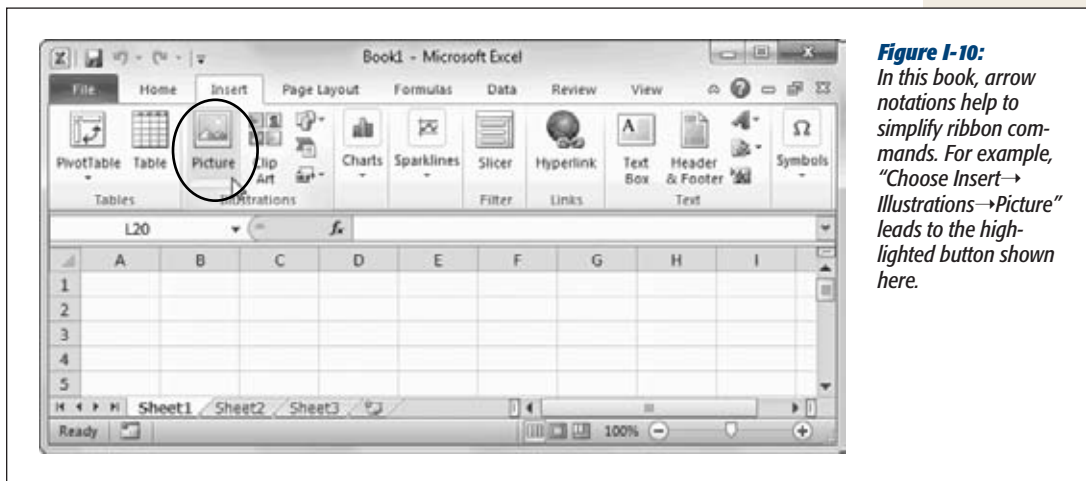 Book1 - Microsoft Excel
File Home Insert Page Layout Formulas Data Review View
PivotTable Table Picture Clip Art Charts Sparklines Slicer Hyperlink Text Box Header & Footer Symbols
Tables Illustrations Filter Links Text
L20 fx
A B C D E F G H I
1
2
3
4
5
Sheet1 Sheet2 Sheet3
Ready 100%
Figure I-10:
In this book, arrow
notations help to
simplify ribbon com-
mands. For example,
“Choose Insert→
Illustrations→Picture”
leads to the high-
lighted button shown
here.